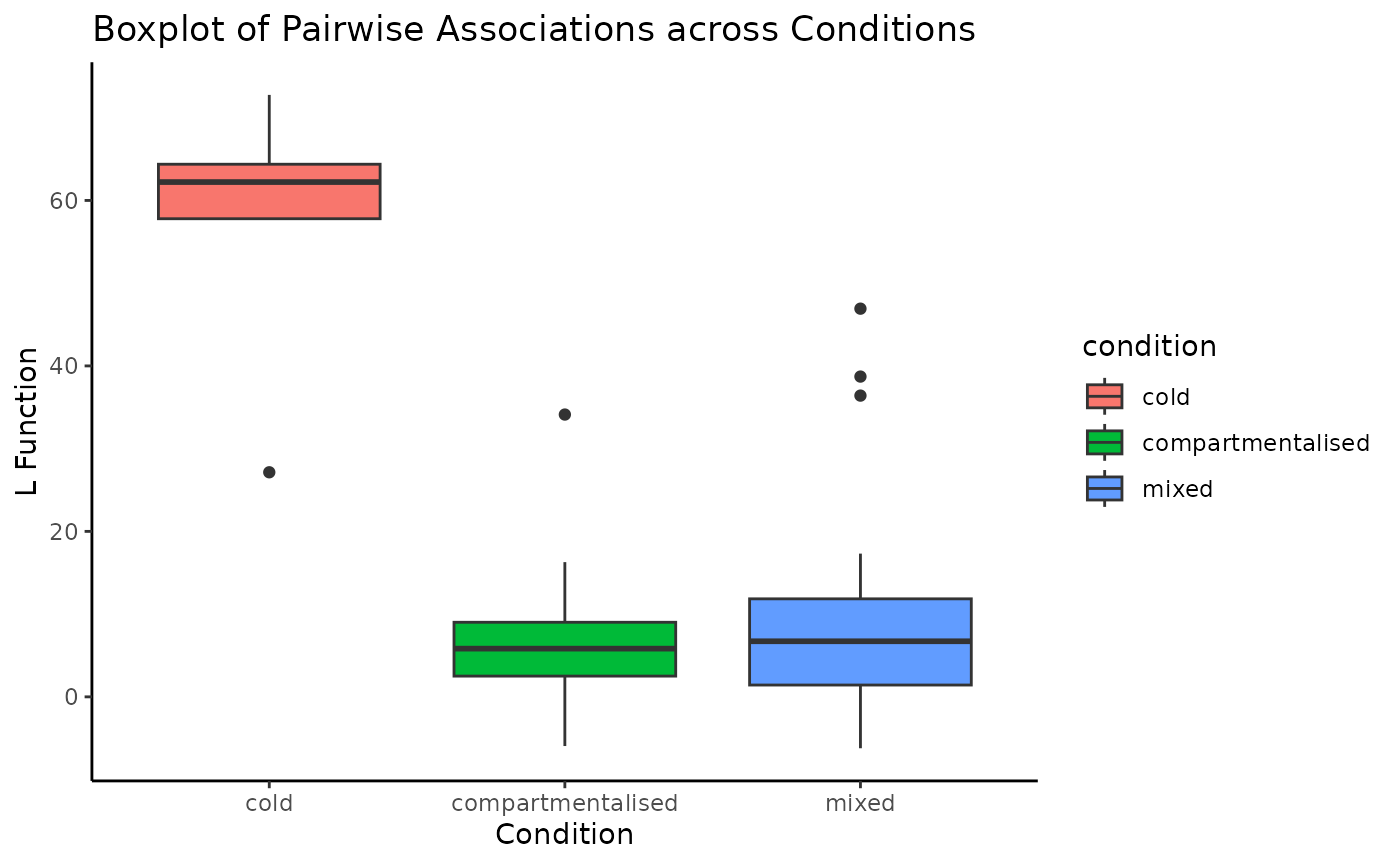 Boxplot of Pairwise Associations across Conditions
L Function
60
40
20
0
cold
compartmentalised
mixed
Condition
condition
cold
compartmentalised
mixed